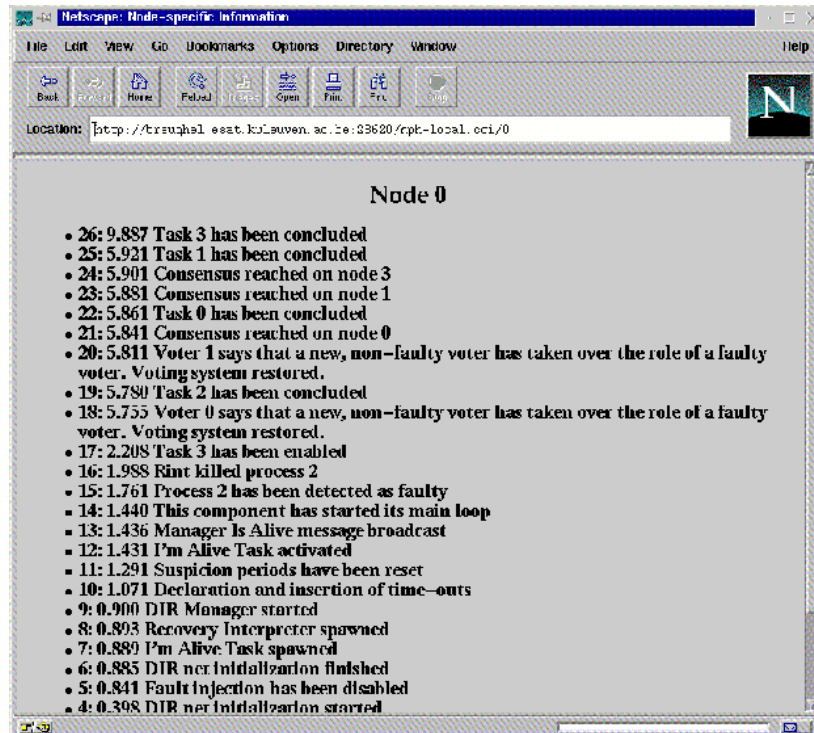 Netscape: Node-specific Information
File Edit View Go Bookmarks Options Directory Window Help
Back Forward Home Reload Images Open Print Find Stop
N
Location:
Node 0
• 26: 9.887 Task 3 has been concluded
• 25: 5.921 Task 1 has been concluded
• 24: 5.901 Consensus reached on node 3
• 23: 5.881 Consensus reached on node 1
• 22: 5.861 Task 0 has been concluded
• 21: 5.841 Consensus reached on node 0
• 20: 5.811 Voter 1 says that a new, non-faulty voter has taken over the role of a faulty
voter. Voting system restored.
• 19: 5.780 Task 2 has been concluded
• 18: 5.755 Voter 0 says that a new, non-faulty voter has taken over the role of a faulty
voter. Voting system restored.
• 17: 2.208 Task 3 has been enabled
• 16: 1.988 Rint killed process 2
• 15: 1.761 Process 2 has been detected as faulty
• 14: 1.440 This component has started its main loop
• 13: 1.436 Manager Is Alive message broadcast
• 12: 1.431 I'm Alive Task activated
• 11: 1.291 Suspicion periods have been reset
• 10: 1.071 Declaration and insertion of time-outs
• 9: 0.900 DIR Manager started
• 8: 0.893 Recovery Interpreter spawned
• 7: 0.889 I'm Alive Task spawned
• 6: 0.885 DIR net initialization finished
• 5: 0.841 Fault injection has been disabled
• 4: 0.398 DIR net initialization started